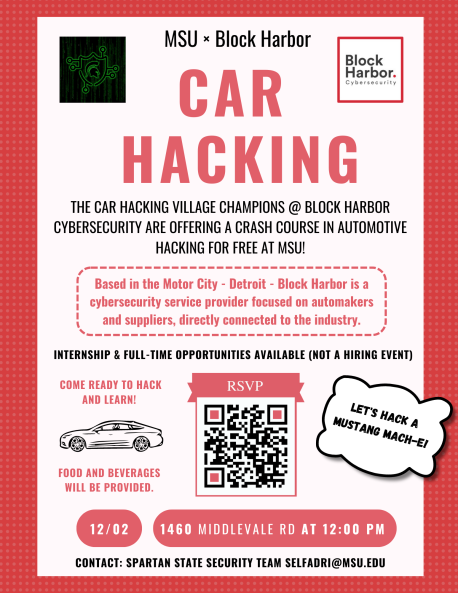 MSU × Block Harbor
Block
Harbor.
Cybersecurity
CAR
HACKING
THE CAR HACKING VILLAGE CHAMPIONS @ BLOCK HARBOR
CYBERSECURITY ARE OFFERING A CRASH COURSE IN AUTOMOTIVE
HACKING FOR FREE AT MSU!
Based in the Motor City - Detroit - Block Harbor is a
cybersecurity service provider focused on automakers
and suppliers, directly connected to the industry.
INTERNSHIP & FULL-TIME OPPORTUNITIES AVAILABLE (NOT A HIRING EVENT)
COME READY TO HACK
AND LEARN!
RSVP
LET'S HACK A
MUSTANG MACH-E!
FOOD AND BEVERAGES
WILL BE PROVIDED.
12/02
1460 MIDDLEVALE RD AT 12:00 PM
CONTACT: SPARTAN STATE SECURITY TEAM SELFADRI@MSU.EDU